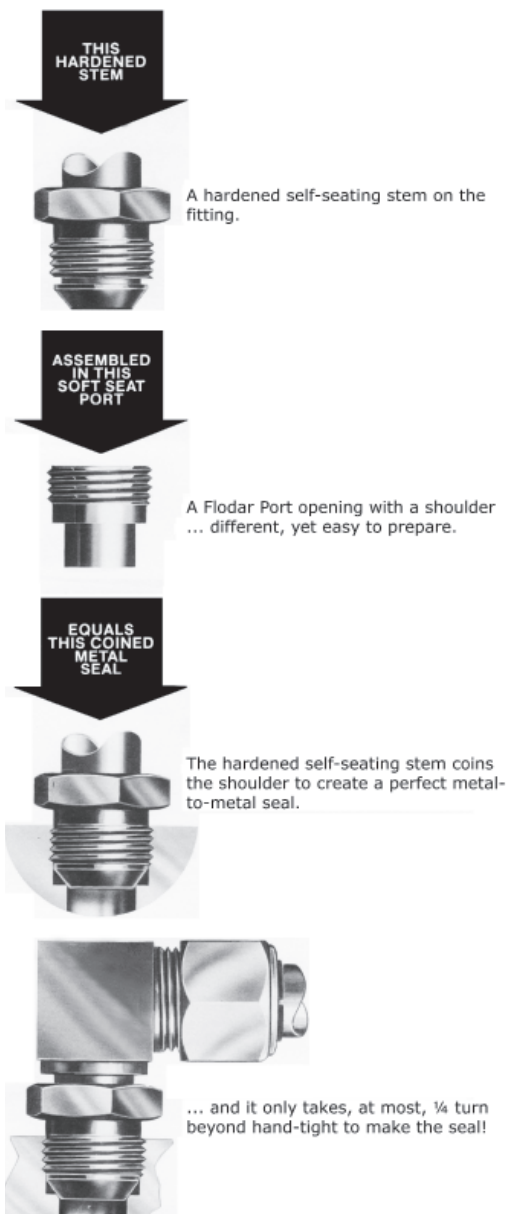 THIS
HARDENED
STEM
A hardened self-seating stem on the
fitting.
ASSEMBLED
IN THIS
SOFT SEAT
PORT
A Flodar Port opening with a shoulder
... different, yet easy to prepare.
EQUALS
THIS COINED
METAL
SEAL
The hardened self-seating stem coins
the shoulder to create a perfect metal-
to-metal seal.
... and it only takes, at most, ¼ turn
beyond hand-tight to make the seal!